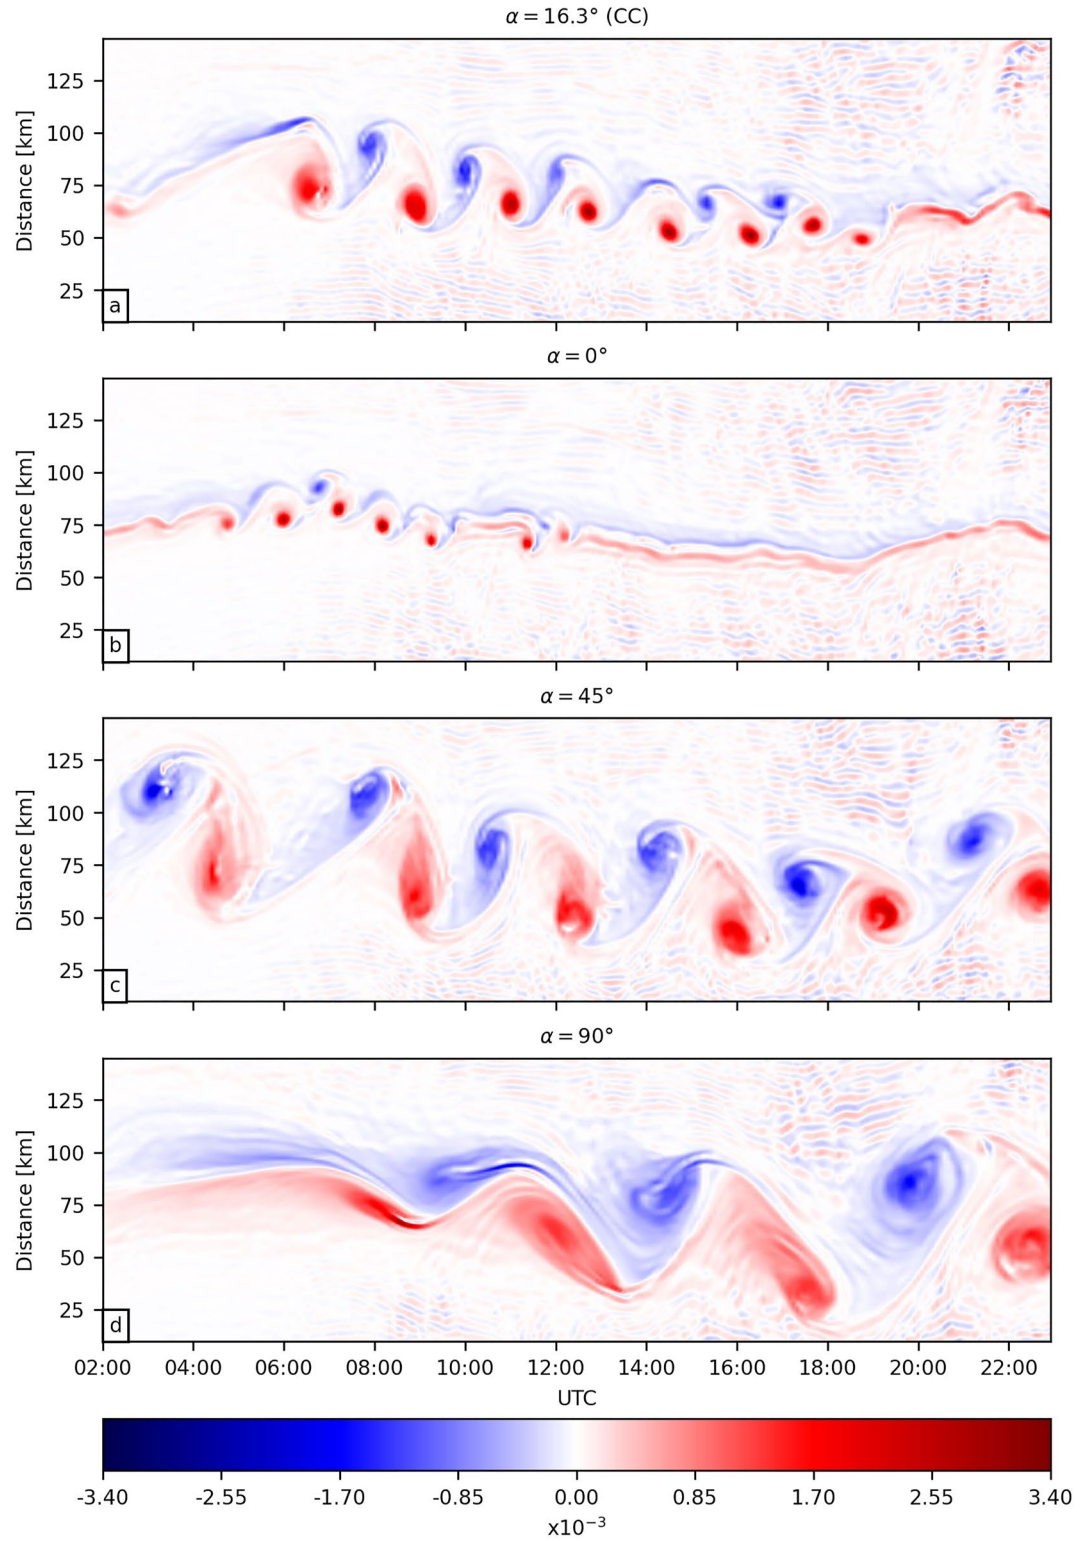 α = 16.3° (CC)
125
100
75
50
25
Distance [km]
a
α = 0°
125
100
75
50
25
Distance [km]
b
α = 45°
125
100
75
50
25
Distance [km]
c
α = 90°
125
100
75
50
25
Distance [km]
d
02:00 04:00 06:00 08:00 10:00 12:00 14:00 16:00 18:00 20:00 22:00
UTC
-3.40 -2.55 -1.70 -0.85 0.00 0.85 1.70 2.55 3.40
x10⁻³